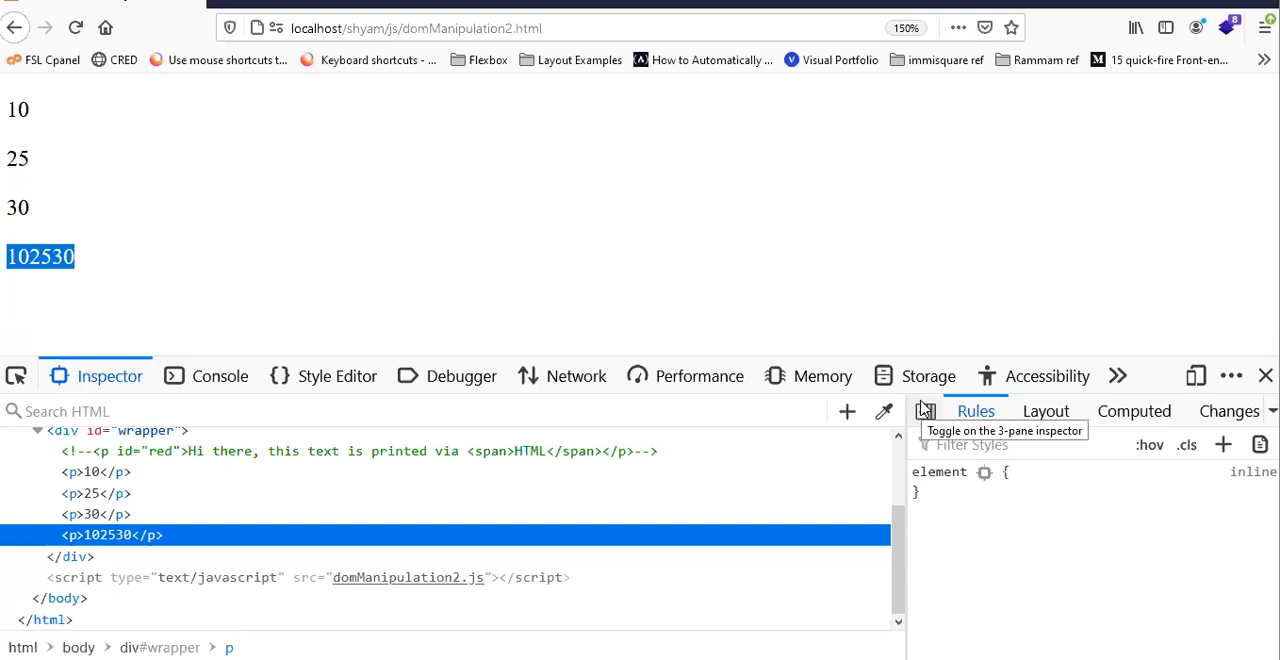 localhost/shyam/js/domManipulation2.html
150%
8
FSL Cpanel
CRED
Use mouse shortcuts t...
Keyboard shortcuts - ...
Flexbox
Layout Examples
How to Automatically ...
Visual Portfolio
immisquare ref
Rammam ref
M 15 quick-fire Front-en...
10
25
30
102530
Inspector
Console
Style Editor
Debugger
Network
Performance
Memory
Storage
Accessibility
Search HTML
Rules
Layout
Computed
Changes
Toggle on the 3-pane inspector
Filter Styles
:hov .cls
<div id="wrapper">
<!--<p id="red">Hi there, this text is printed via <span>HTML</span></p>-->
<p>10</p>
<p>25</p>
<p>30</p>
<p>102530</p>
</div>
<script type="text/javascript" src="domManipulation2.js"></script>
</body>
</html>
element {
inline
}
html > body > div#wrapper > p